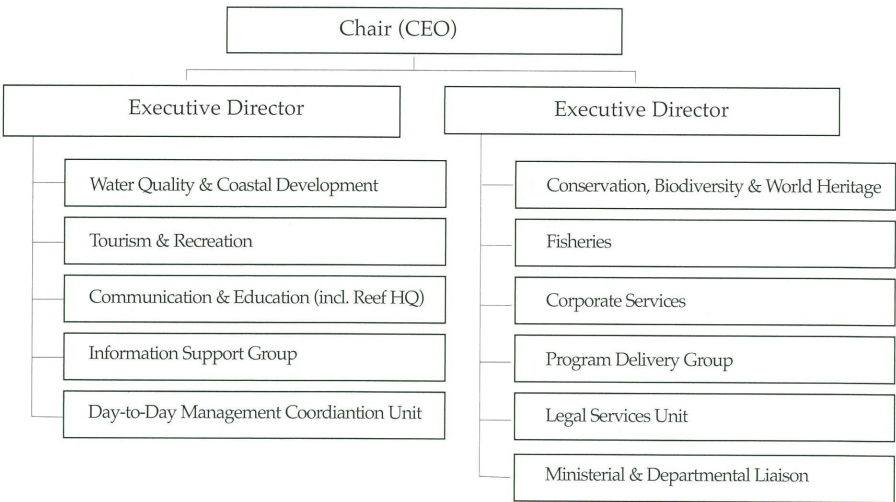 Chair (CEO)
Executive Director
Water Quality & Coastal Development
Tourism & Recreation
Communication & Education (incl. Reef HQ)
Information Support Group
Day-to-Day Management Coordiantion Unit
Executive Director
Conservation, Biodiversity & World Heritage
Fisheries
Corporate Services
Program Delivery Group
Legal Services Unit
Ministerial & Departmental Liaison